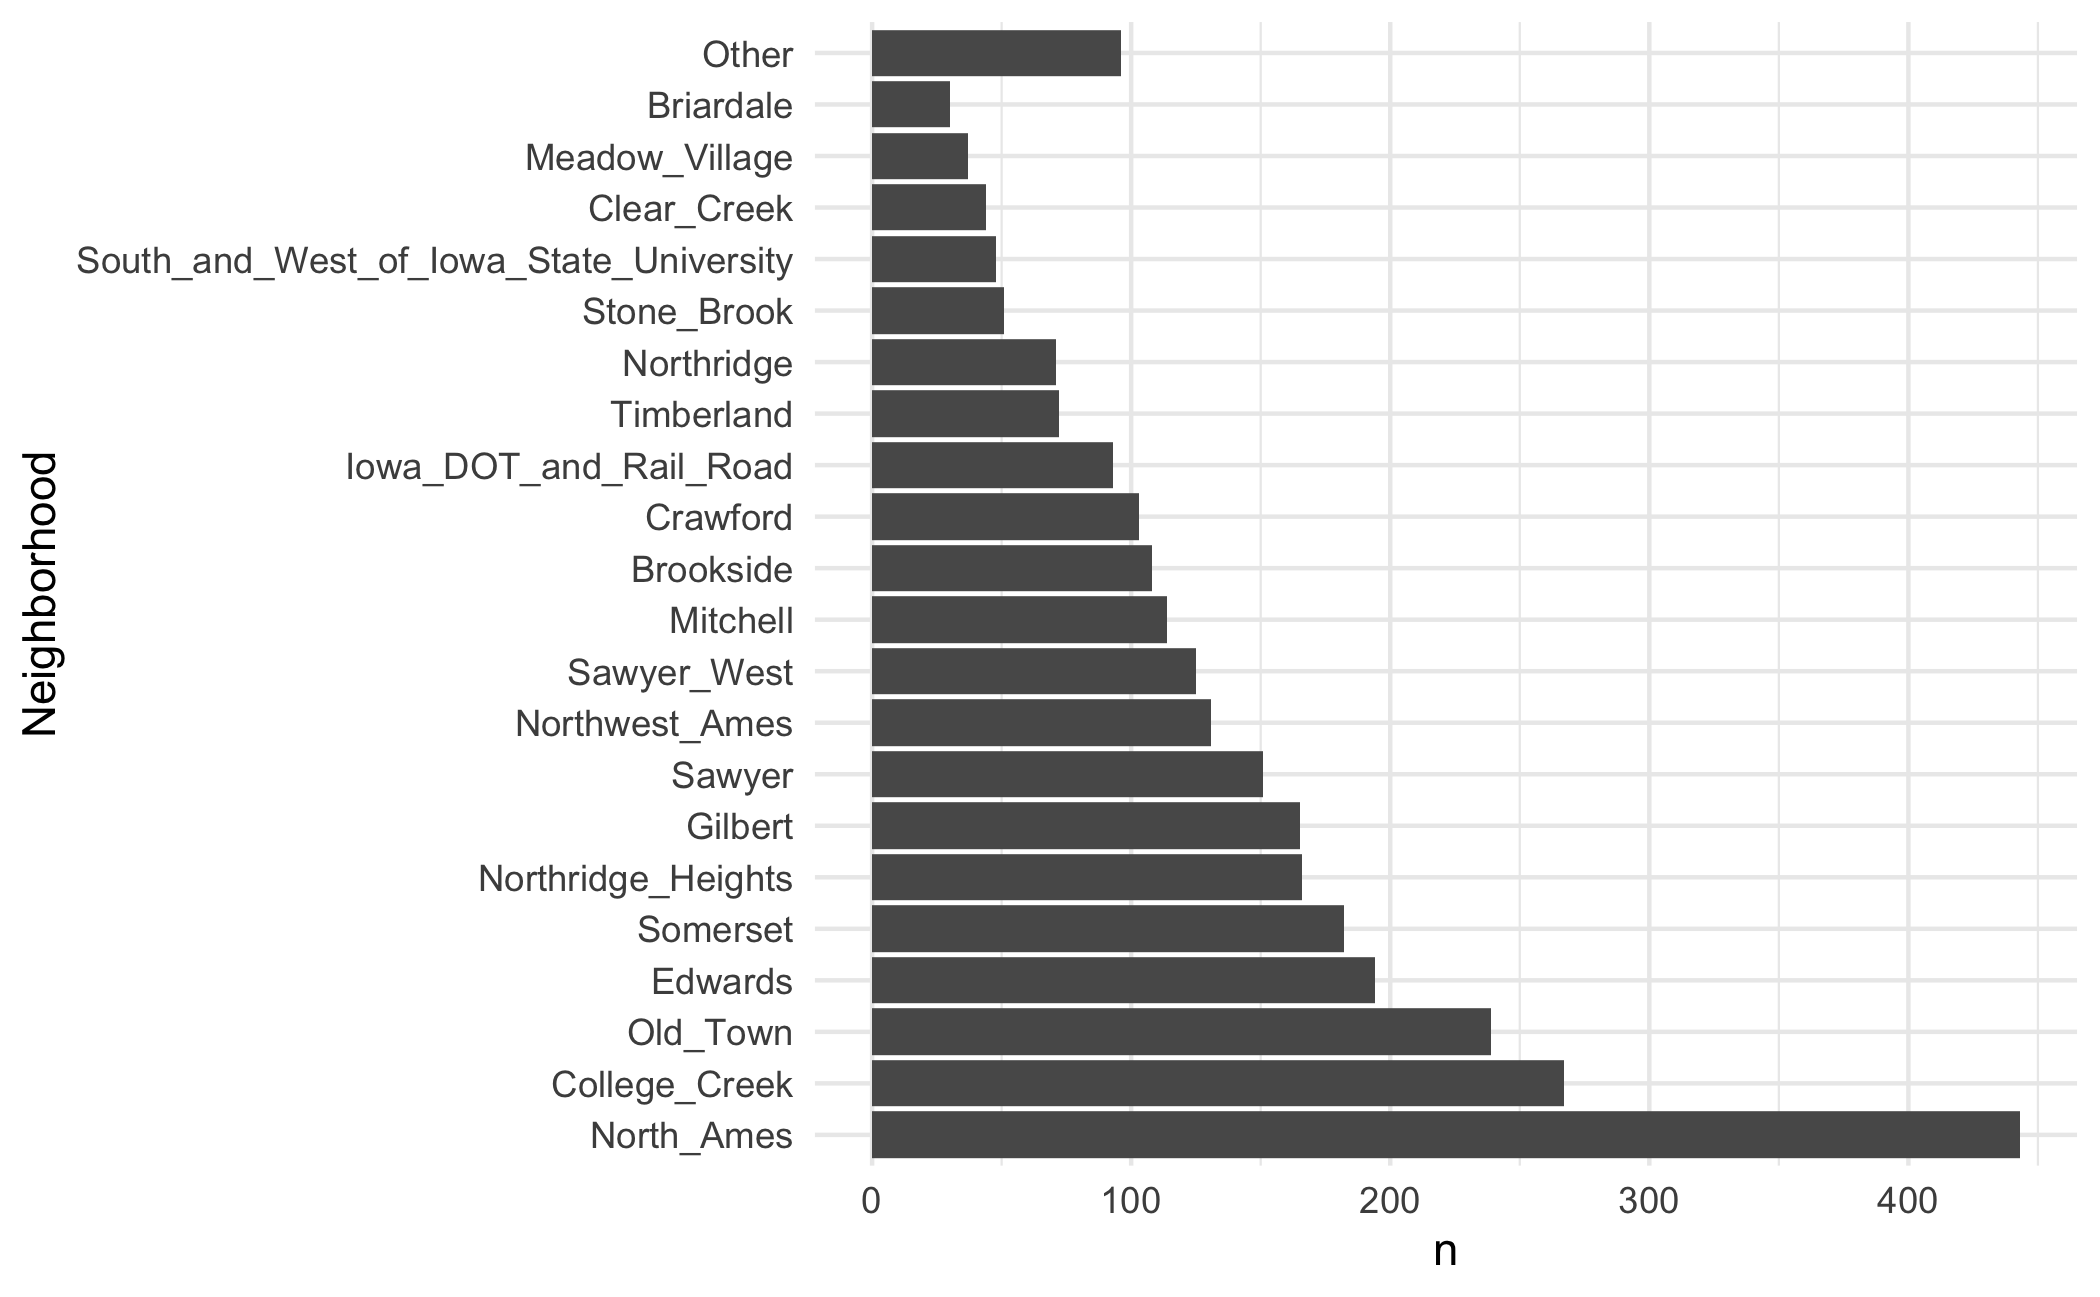 Other
Briardale
Meadow_Village
Clear_Creek
South_and_West_of_Iowa_State_University
Stone_Brook
Northridge
Timberland
Iowa_DOT_and_Rail_Road
Crawford
Brookside
Mitchell
Sawyer_West
Northwest_Ames
Sawyer
Gilbert
Northridge_Heights
Somerset
Edwards
Old_Town
College_Creek
North_Ames
Neighborhood
0 100 200 300 400
n